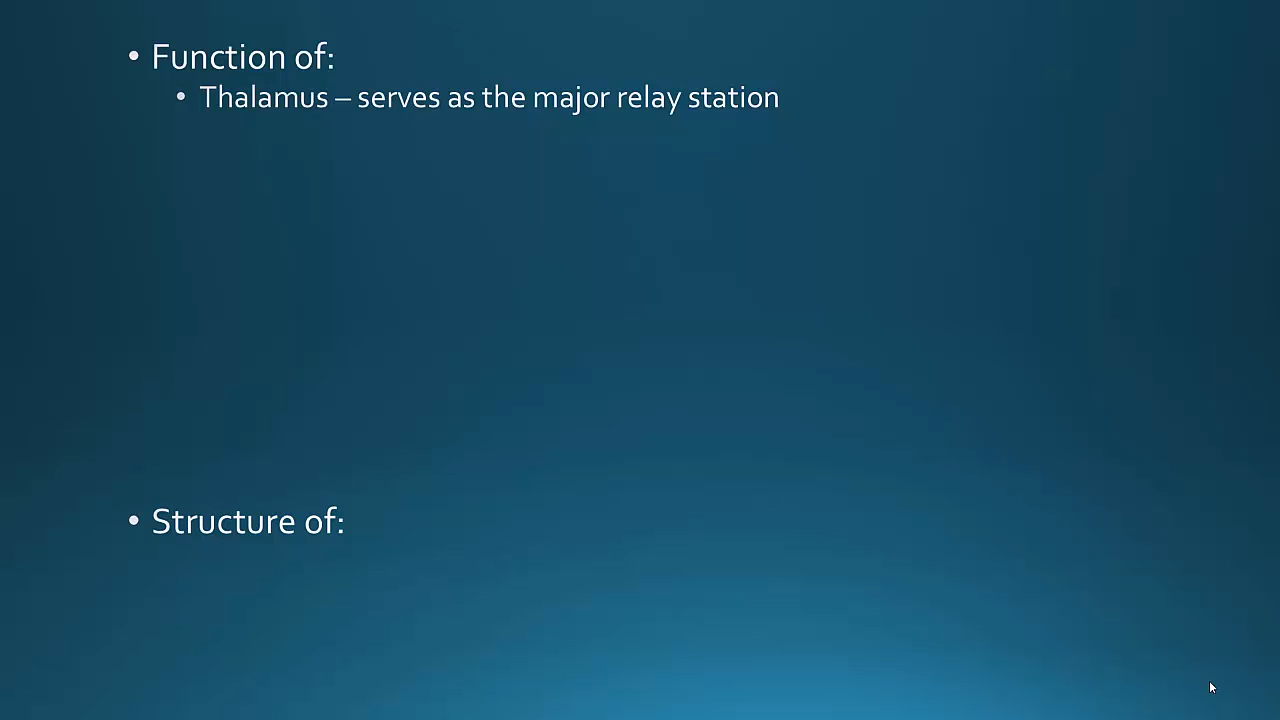 • Function of:
• Thalamus – serves as the major relay station
• Structure of: